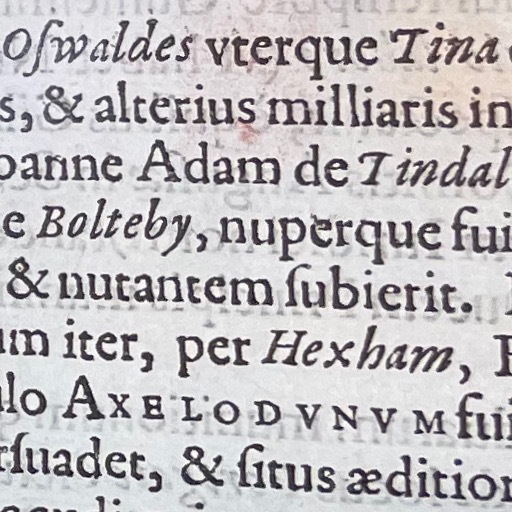 Oſwaldes vterque Tina
s, & alterius milliaris in
oanne Adam de Tindal
e Bolteby, nuperque fui
& nutantem ſubierit.
um iter, per Hexham,
lo AXELODVNVM fui
rſuadet, & ſitus ædition